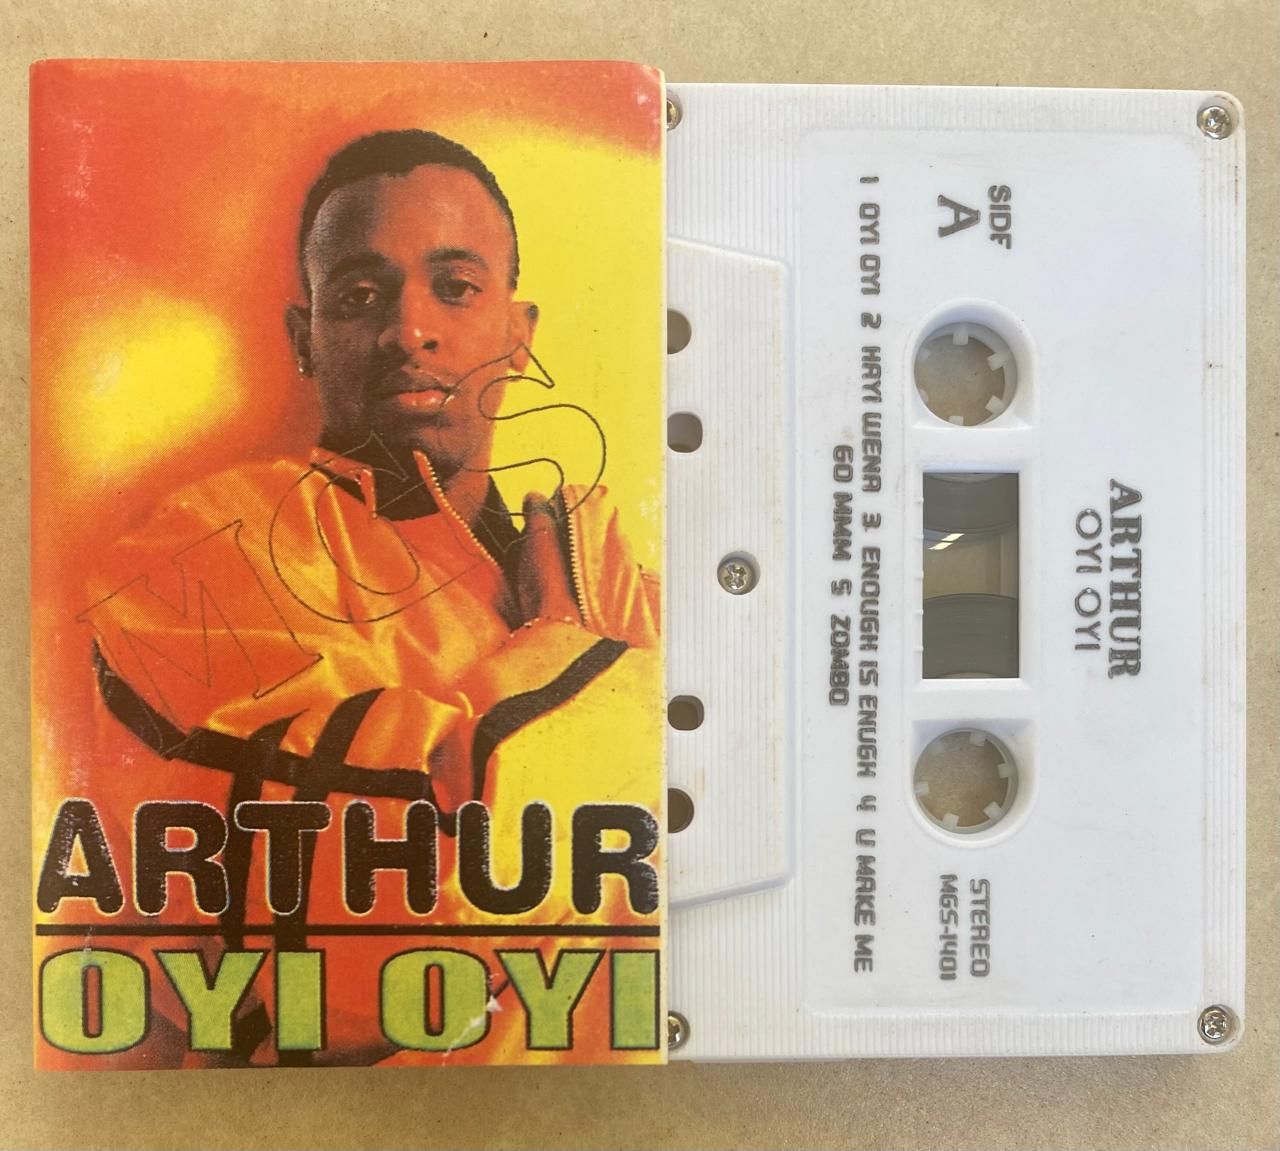 MGS
ARTHUR
OYI OYI
ARTHUR
OYI OYI
SIDE
A
STEREO
MGS-1401
1 OYI OYI 2 HAYI WENA 3 ENOUGH IS ENUGH 4 U MAKE ME
GO MMM 5 ZOMBO